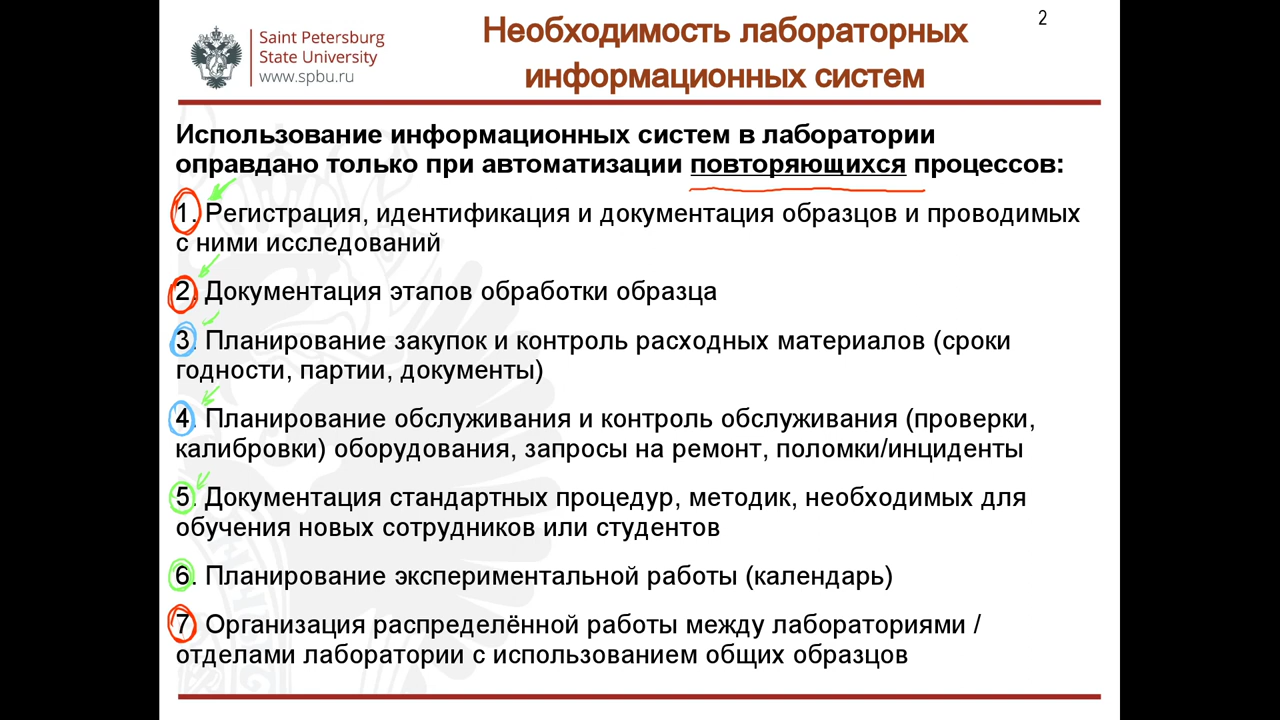 2
Saint Petersburg
State University
www.spbu.ru
Необходимость лабораторных
информационных систем
Использование информационных систем в лаборатории
оправдано только при автоматизации повторяющихся процессов:
1. Регистрация, идентификация и документация образцов и проводимых
с ними исследований
2. Документация этапов обработки образца
3. Планирование закупок и контроль расходных материалов (сроки
годности, партии, документы)
4. Планирование обслуживания и контроль обслуживания (проверки,
калибровки) оборудования, запросы на ремонт, поломки/инциденты
5. Документация стандартных процедур, методик, необходимых для
обучения новых сотрудников или студентов
6. Планирование экспериментальной работы (календарь)
7. Организация распределённой работы между лабораториями /
отделами лаборатории с использованием общих образцов